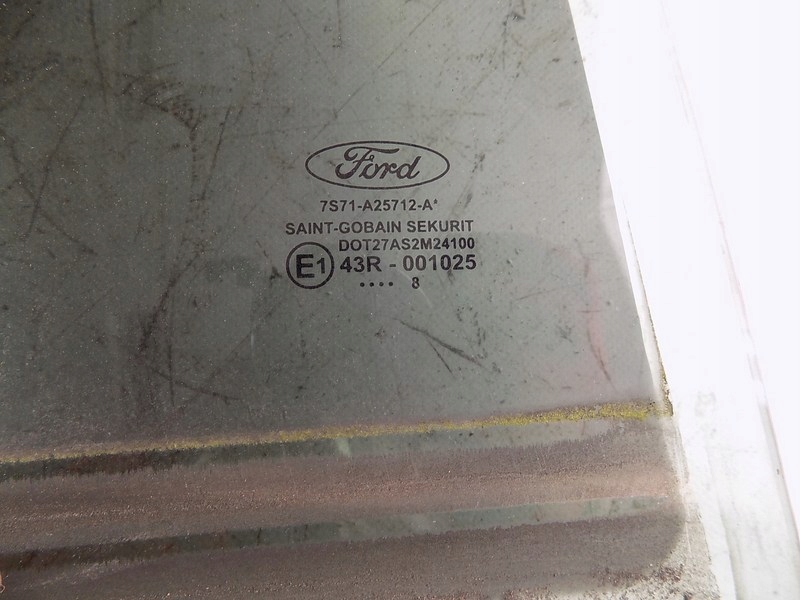 Ford
7S71-A25712-A*
SAINT-GOBAIN SEKURIT
DOT27AS2M24100
E1 43R - 001025
.... 8